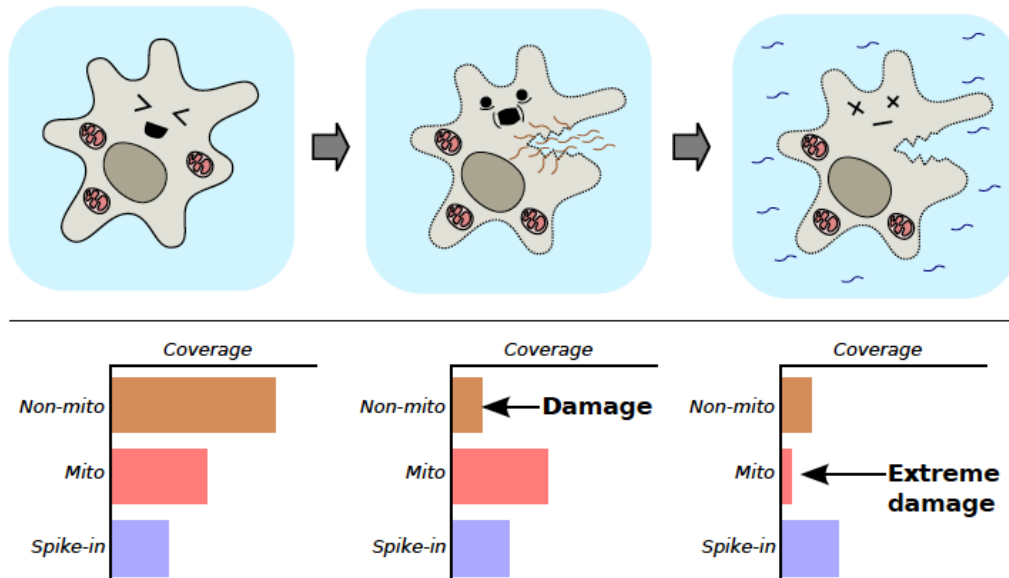 Coverage
Non-mito
Mito
Spike-in
Coverage
Non-mito
Damage
Mito
Spike-in
Coverage
Non-mito
Mito
Extreme
damage
Spike-in